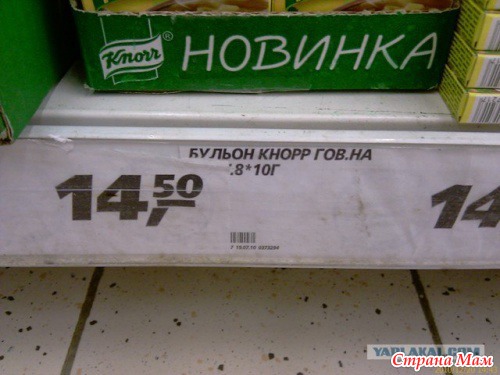 Knorr®
НОВИНКА
БУЛЬОН КНОРР ГОВ.НА
8*10Г
14,50
14
YAPLAKAL.COM
Страна Мам